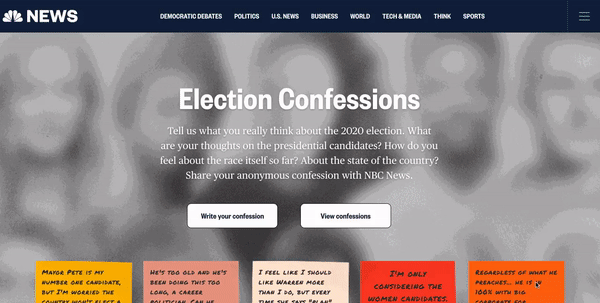 NEWS
DEMOCRATIC DEBATES POLITICS U.S. NEWS BUSINESS WORLD TECH & MEDIA THINK SPORTS
Election Confessions
Tell us what you really think about the 2020 election. What
are your thoughts on the presidential candidates? How do you
feel about the race itself so far? About the state of the country?
Share your anonymous confession with NBC News.
Write your confession
View confessions
Mayor Pete is my
number one candidate,
but I'm worried the
country won't elect a
He's too old and he's
been doing this too
long, a career
politician. Can he
I feel like I should
like Warren more
than I do, but every
time she says "plan"
I'm only
considering the
women candidates.
Regardless of what he
preaches... he is
100% with big
corporate